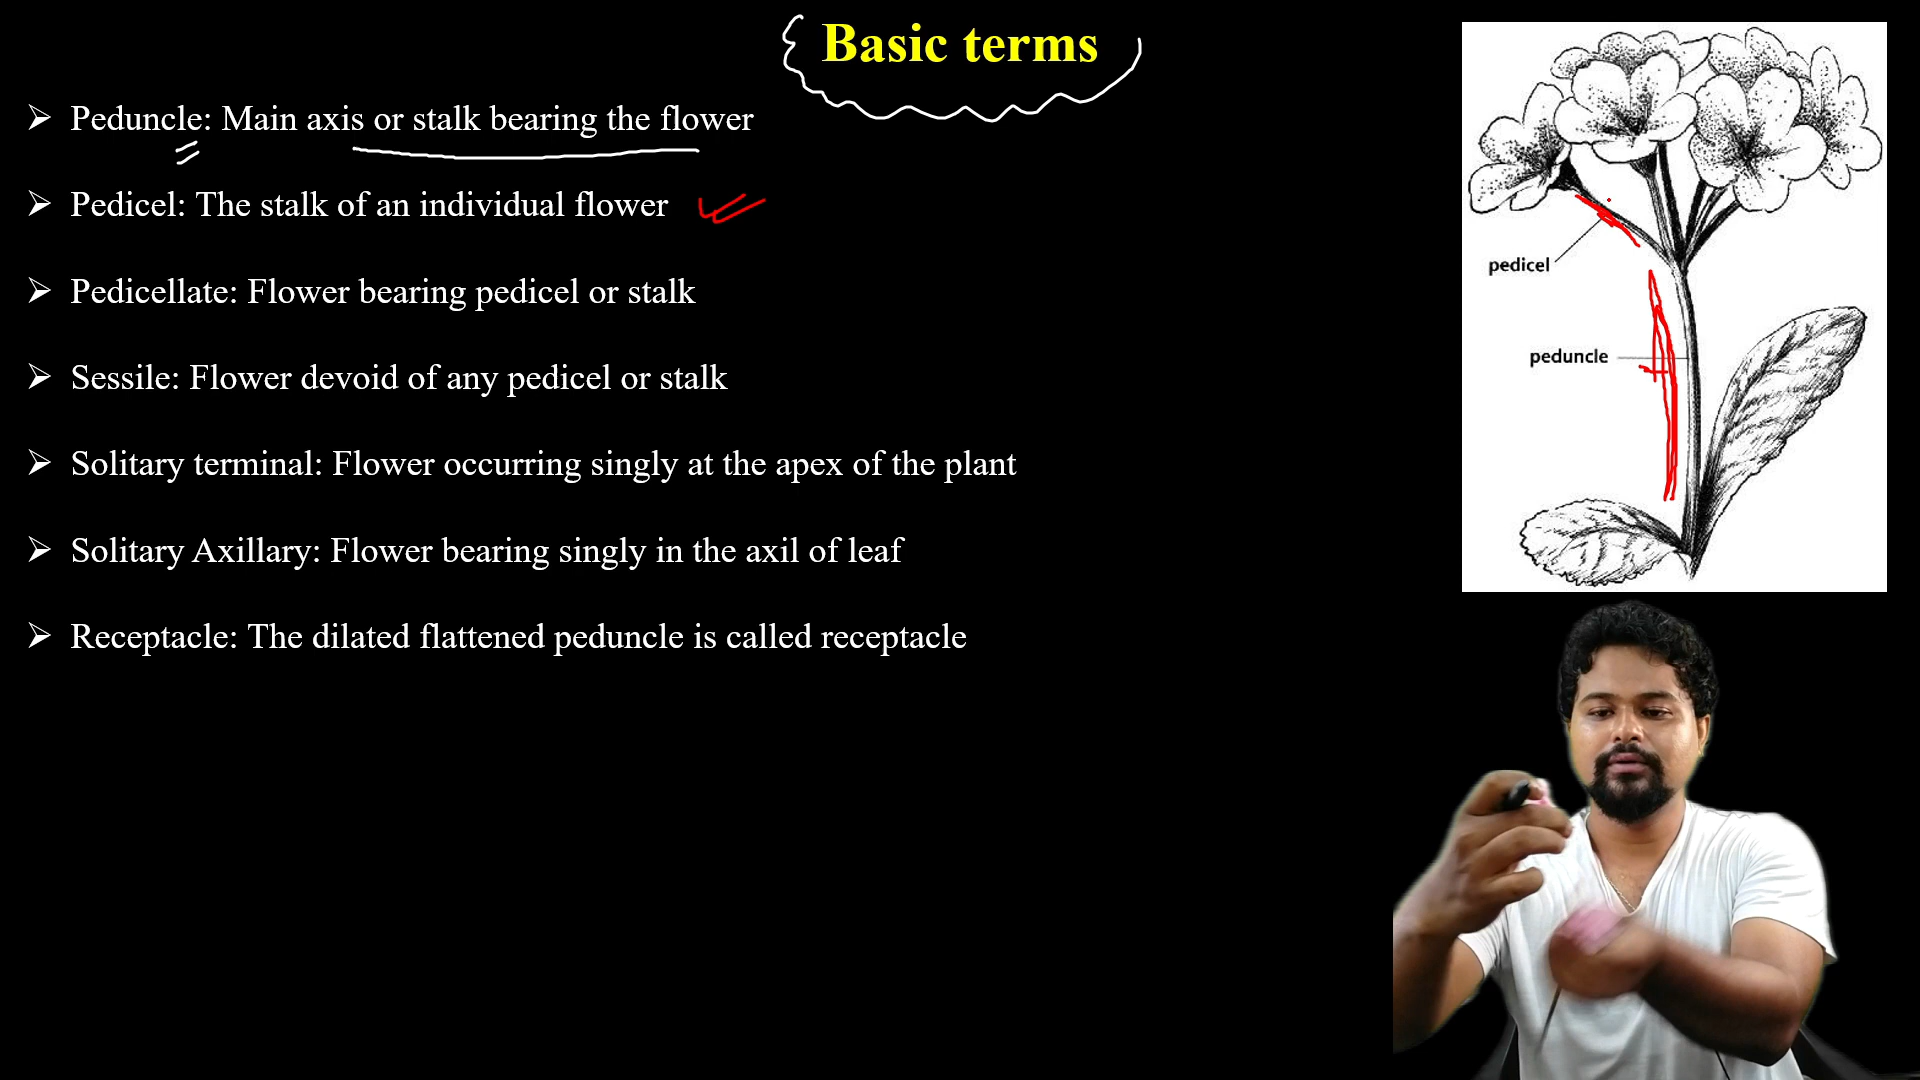 Basic terms
➢ Peduncle: Main axis or stalk bearing the flower
➢ Pedicel: The stalk of an individual flower
➢ Pedicellate: Flower bearing pedicel or stalk
➢ Sessile: Flower devoid of any pedicel or stalk
➢ Solitary terminal: Flower occurring singly at the apex of the plant
➢ Solitary Axillary: Flower bearing singly in the axil of leaf
➢ Receptacle: The dilated flattened peduncle is called receptacle
pedicel
peduncle